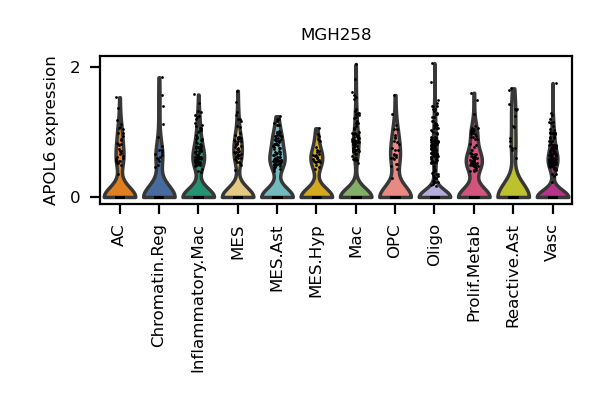 MGH258
APOL6 expression
2
0
AC
Chromatin.Reg
Inflammatory.Mac
MES
MES.Ast
MES.Hyp
Mac
OPC
Oligo
Prolif.Metab
Reactive.Ast
Vasc